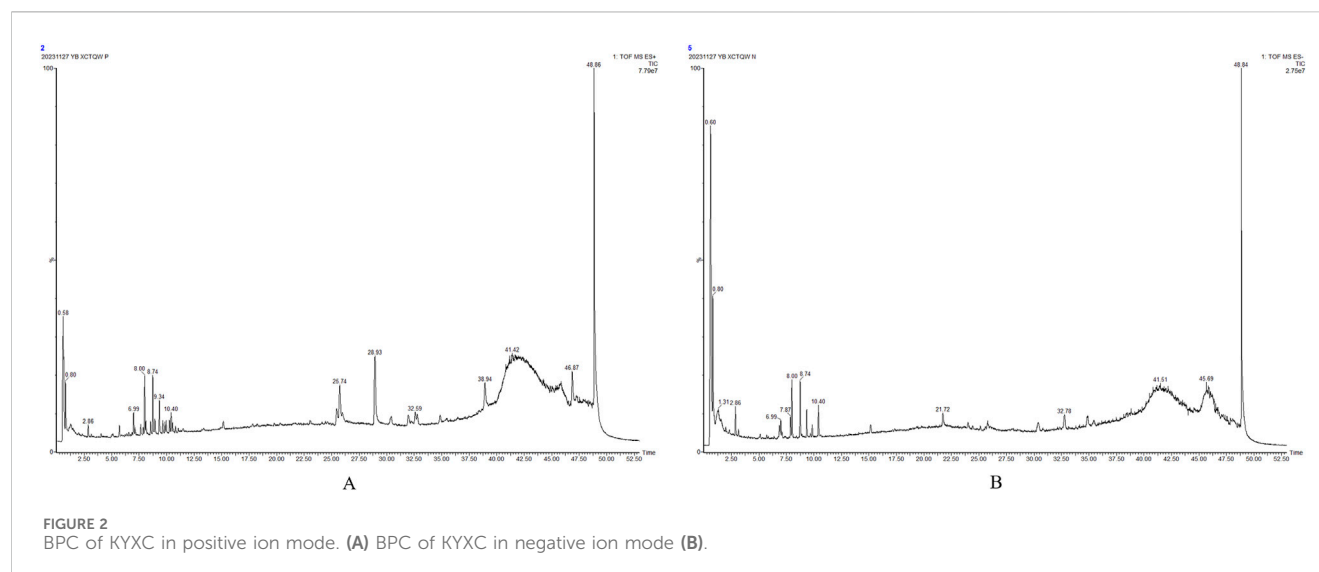 2
20231127 YB XCTQW P
1: TOF MS ES+
TIC
7.79e7
100
%
0
48.86
0.58
0.80
2.86
6.99
8.00
8.74
9.34
10.40
26.74
28.93
32.59
38.94
41.42
46.87
2.50 5.00 7.50 10.00 12.50 15.00 17.50 20.00 22.50 25.00 27.50 30.00 32.50 35.00 37.50 40.00 42.50 45.00 47.50 50.00 52.50 Time
A
5
20231127 YB XCTQW N
1: TOF MS ES-
TIC
2.75e7
100
%
0
48.84
0.60
0.80
1.31
2.86
6.99
7.87
8.00
8.74
10.40
21.72
32.78
41.51
45.69
2.50 5.00 7.50 10.00 12.50 15.00 17.50 20.00 22.50 25.00 27.50 30.00 32.50 35.00 37.50 40.00 42.50 45.00 47.50 50.00 52.50 Time
B
FIGURE 2
BPC of KYXC in positive ion mode. (A) BPC of KYXC in negative ion mode (B).